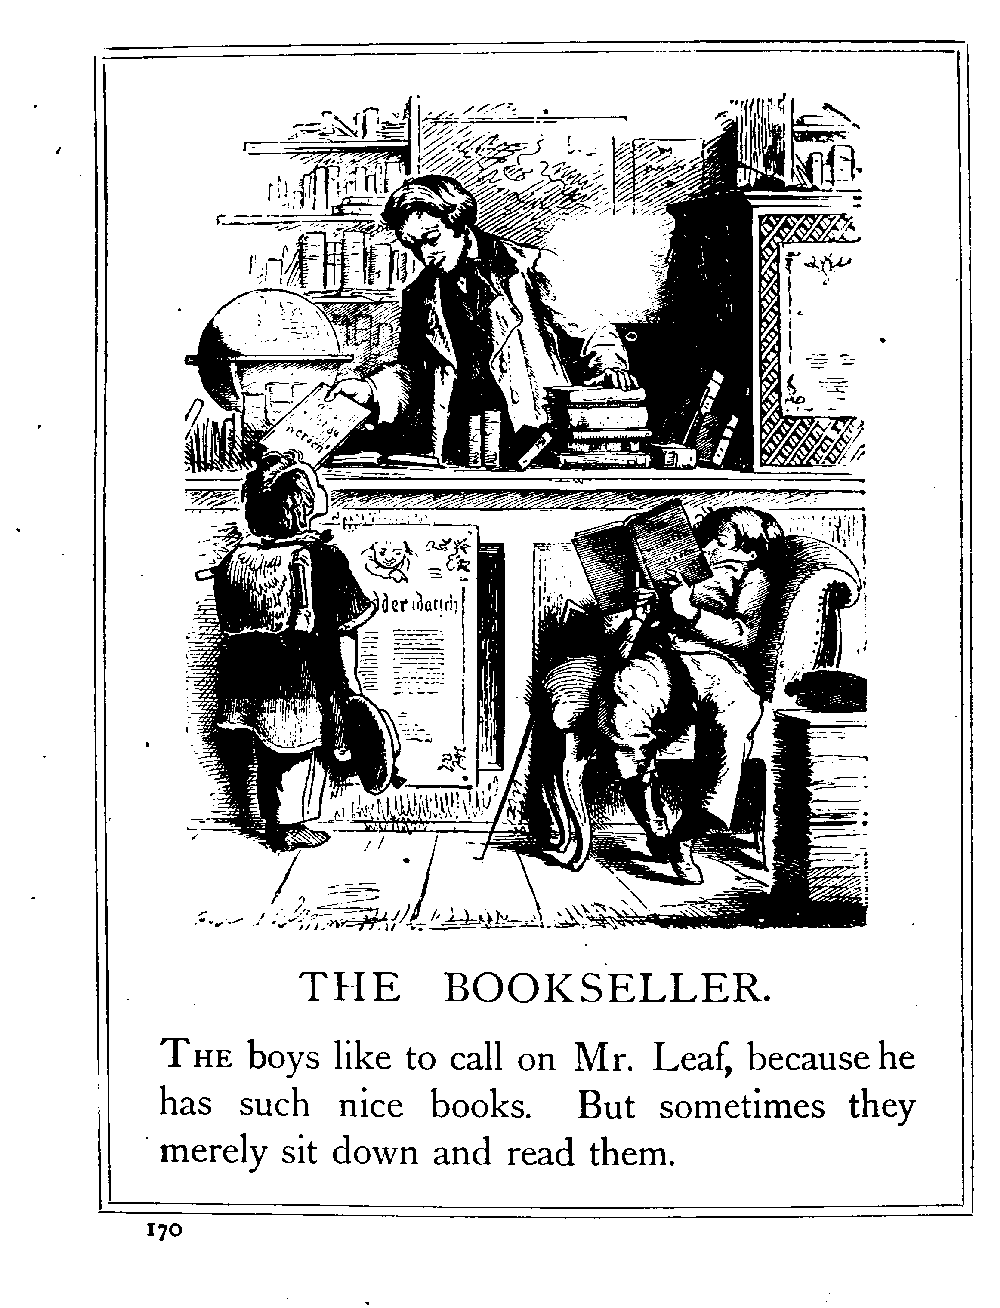 THE BOOKSELLER.
THE boys like to call on Mr. Leaf, because he
has such nice books. But sometimes they
merely sit down and read them.
170